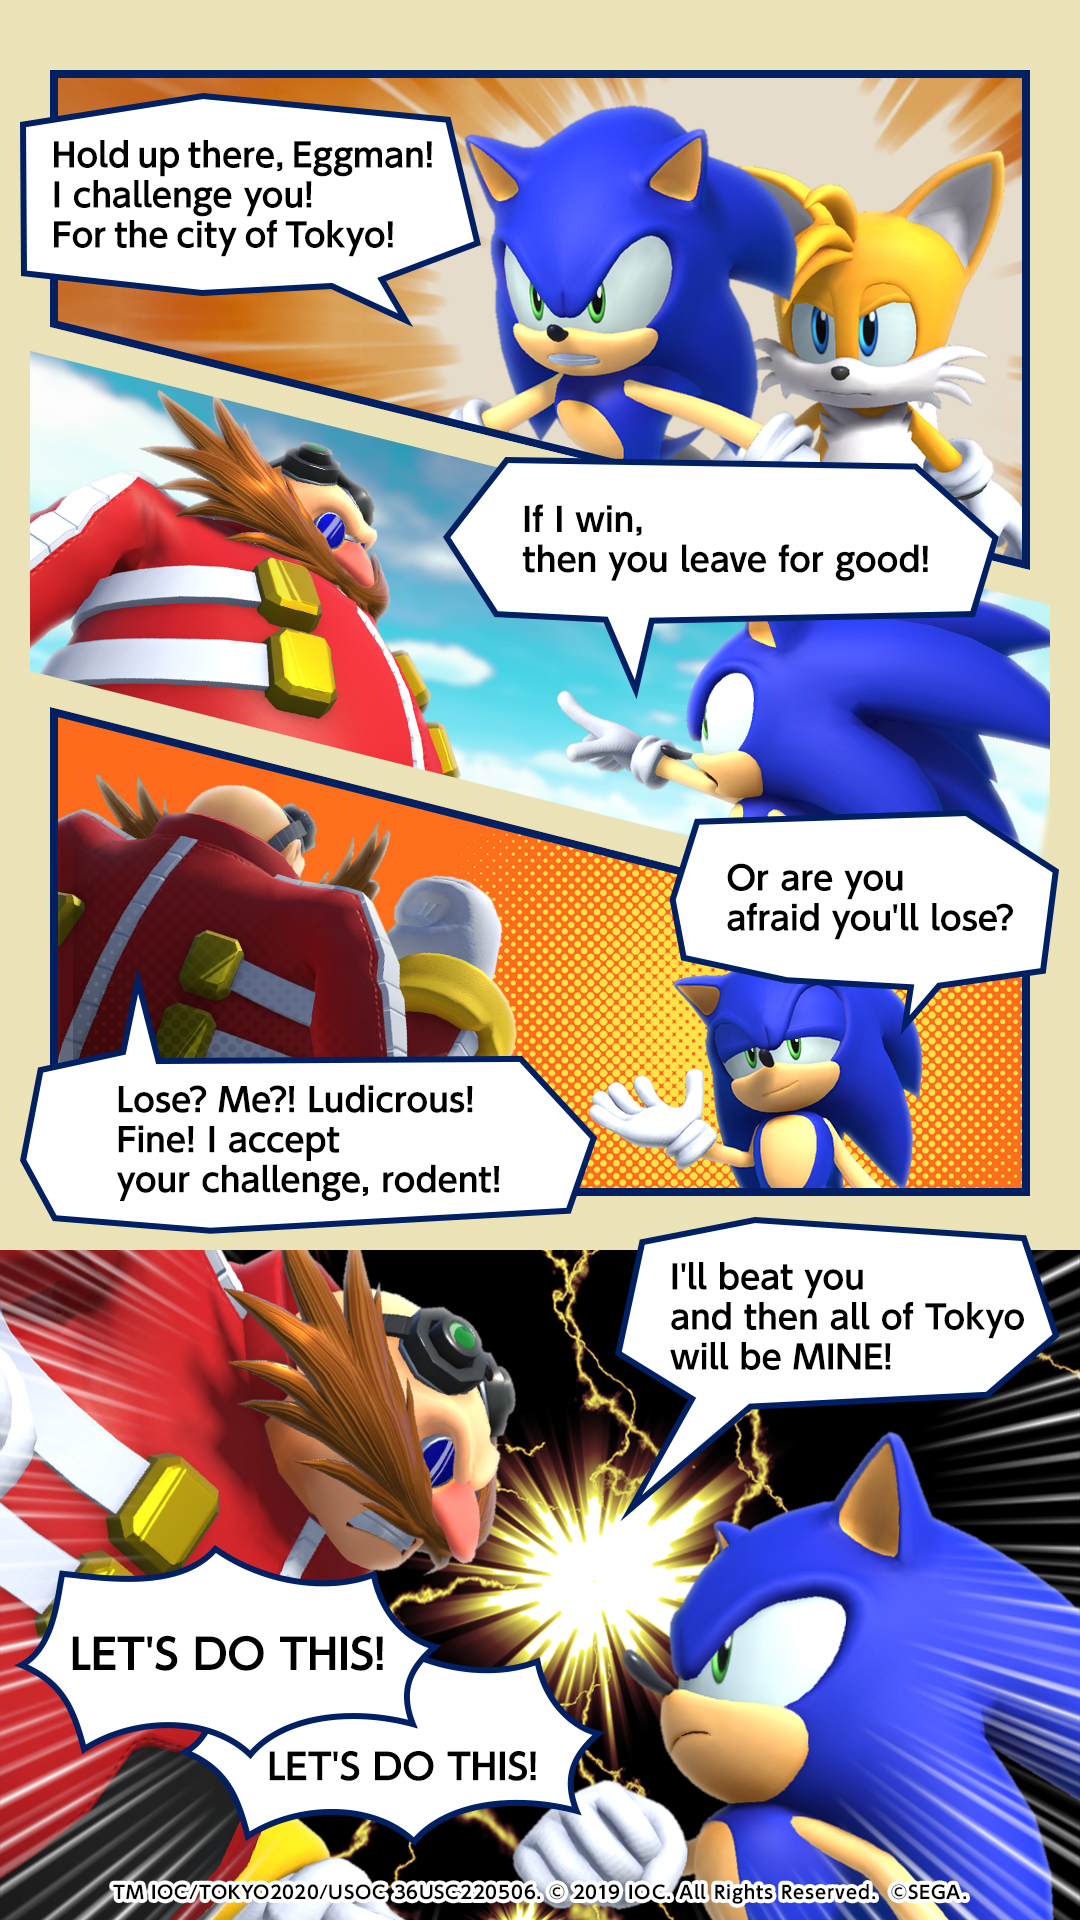 Hold up there, Eggman!
I challenge you!
For the city of Tokyo!
If I win,
then you leave for good!
Or are you
afraid you'll lose?
Lose? Me?! Ludicrous!
Fine! I accept
your challenge, rodent!
I'll beat you
and then all of Tokyo
will be MINE!
LET'S DO THIS!
LET'S DO THIS!
TM IOC/TOKYO2020/USOC 36USC220506. © 2019 IOC. All Rights Reserved. ©SEGA.